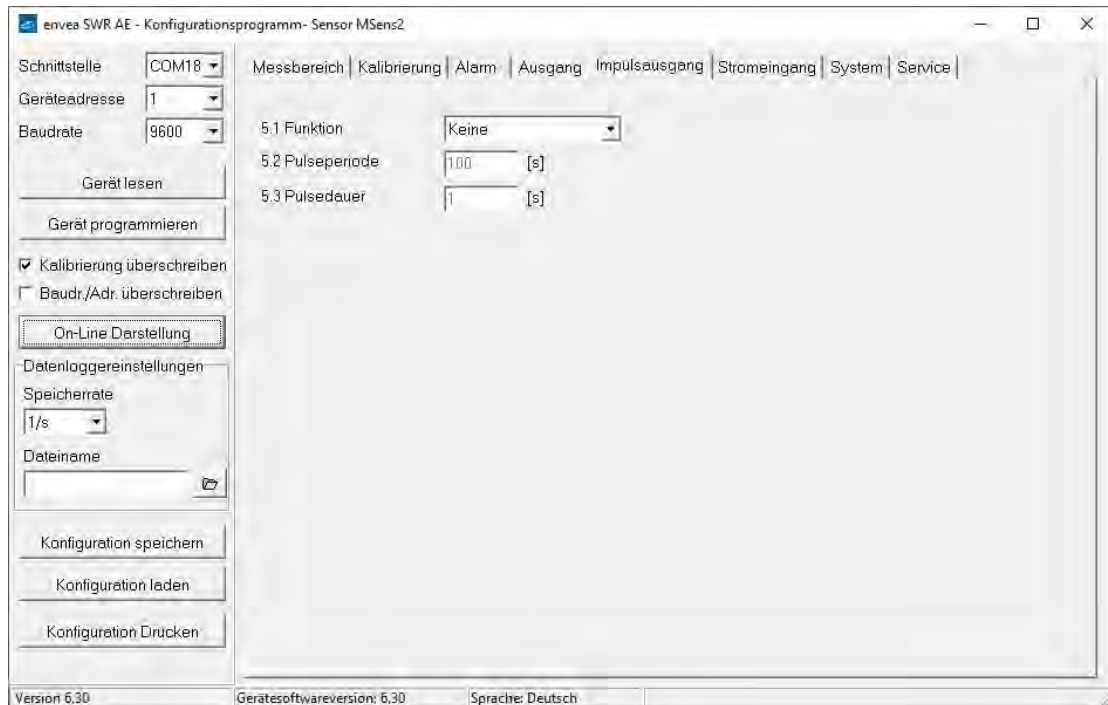 envea SWR AE - Konfigurationsprogramm- Sensor MSens2
Schnittstelle COM18
Geräteadresse 1
Baudrate 9600
Gerät lesen
Gerät programmieren
Kalibrierung überschreiben
Baudr./Adr. überschreiben
On-Line Darstellung
Datenloggereinstellungen
Speicherrate
1/s
Dateiname
Konfiguration speichern
Konfiguration laden
Konfiguration Drucken
Messbereich Kalibrierung Alarm Ausgang Impulsausgang Stromeingang System Service
5.1 Funktion Keine
5.2 Pulseperiode 100 [s]
5.3 Pulsedauer 1 [s]
Version 6,30 Gerätesoftwareversion: 6,30 Sprache: Deutsch